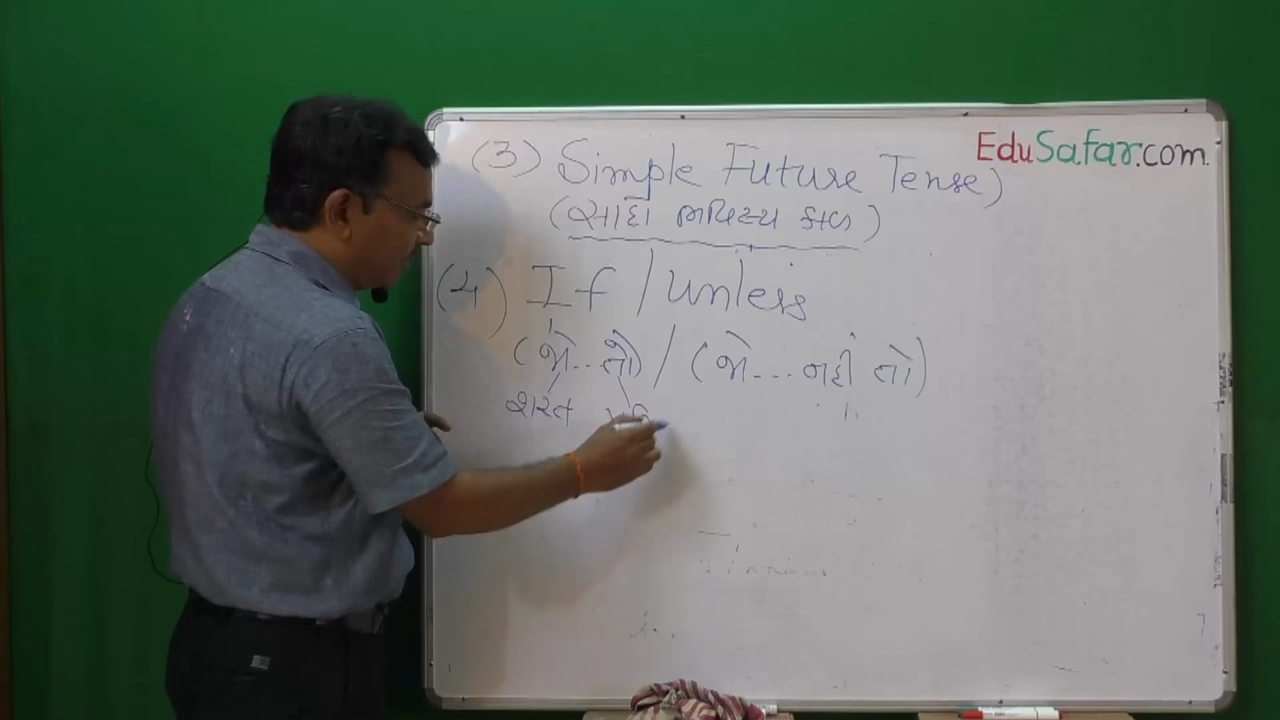 EduSafar.com
(3) Simple Future Tense)
(સાદો ભવિષ્ય કાળ)
(4) If / unless
(જો...તો) / (જો...નહીં તો)
શરત